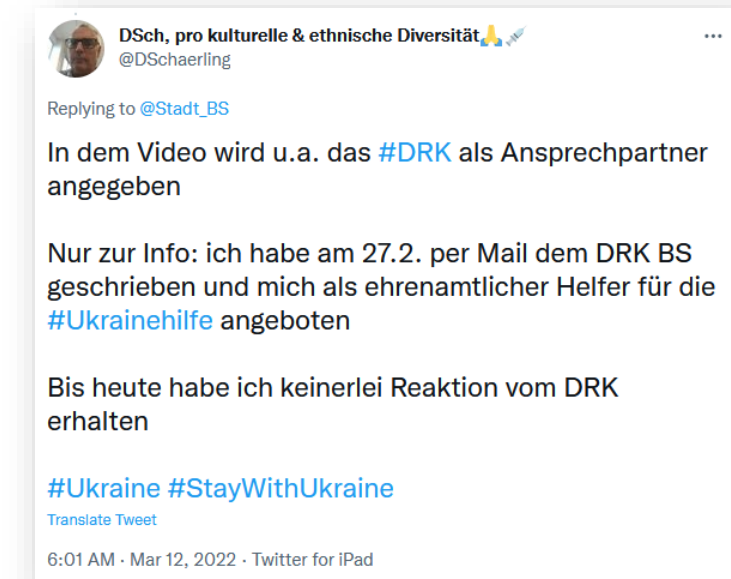 DSch, pro kulturelle & ethnische Diversität🙏💉
@DSchaerling
Replying to @Stadt_BS
In dem Video wird u.a. das #DRK als Ansprechpartner
angegeben
Nur zur Info: ich habe am 27.2. per Mail dem DRK BS
geschrieben und mich als ehrenamtlicher Helfer für die
#Ukrainehilfe angeboten
Bis heute habe ich keinerlei Reaktion vom DRK
erhalten
#Ukraine #StayWithUkraine
Translate Tweet
6:01 AM · Mar 12, 2022 · Twitter for iPad